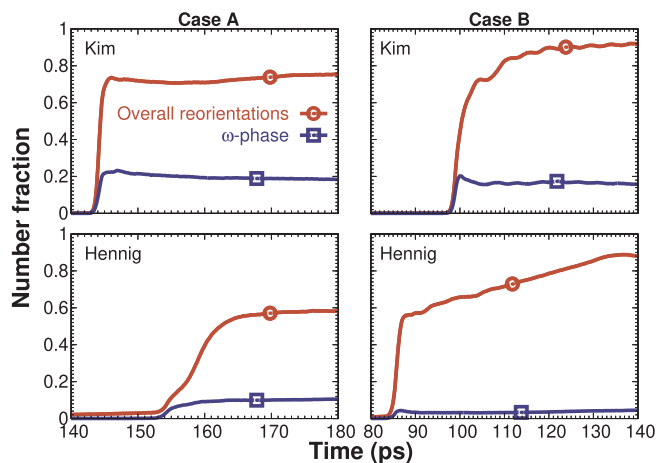 Case A
Case B
Number fraction
1
0.8
0.6
0.4
0.2
0
Kim
Overall reorientations
ω-phase
Kim
1
0.8
0.6
0.4
0.2
0
Hennig
Hennig
140 150 160 170 180
80 90 100 110 120 130 140
Time (ps)